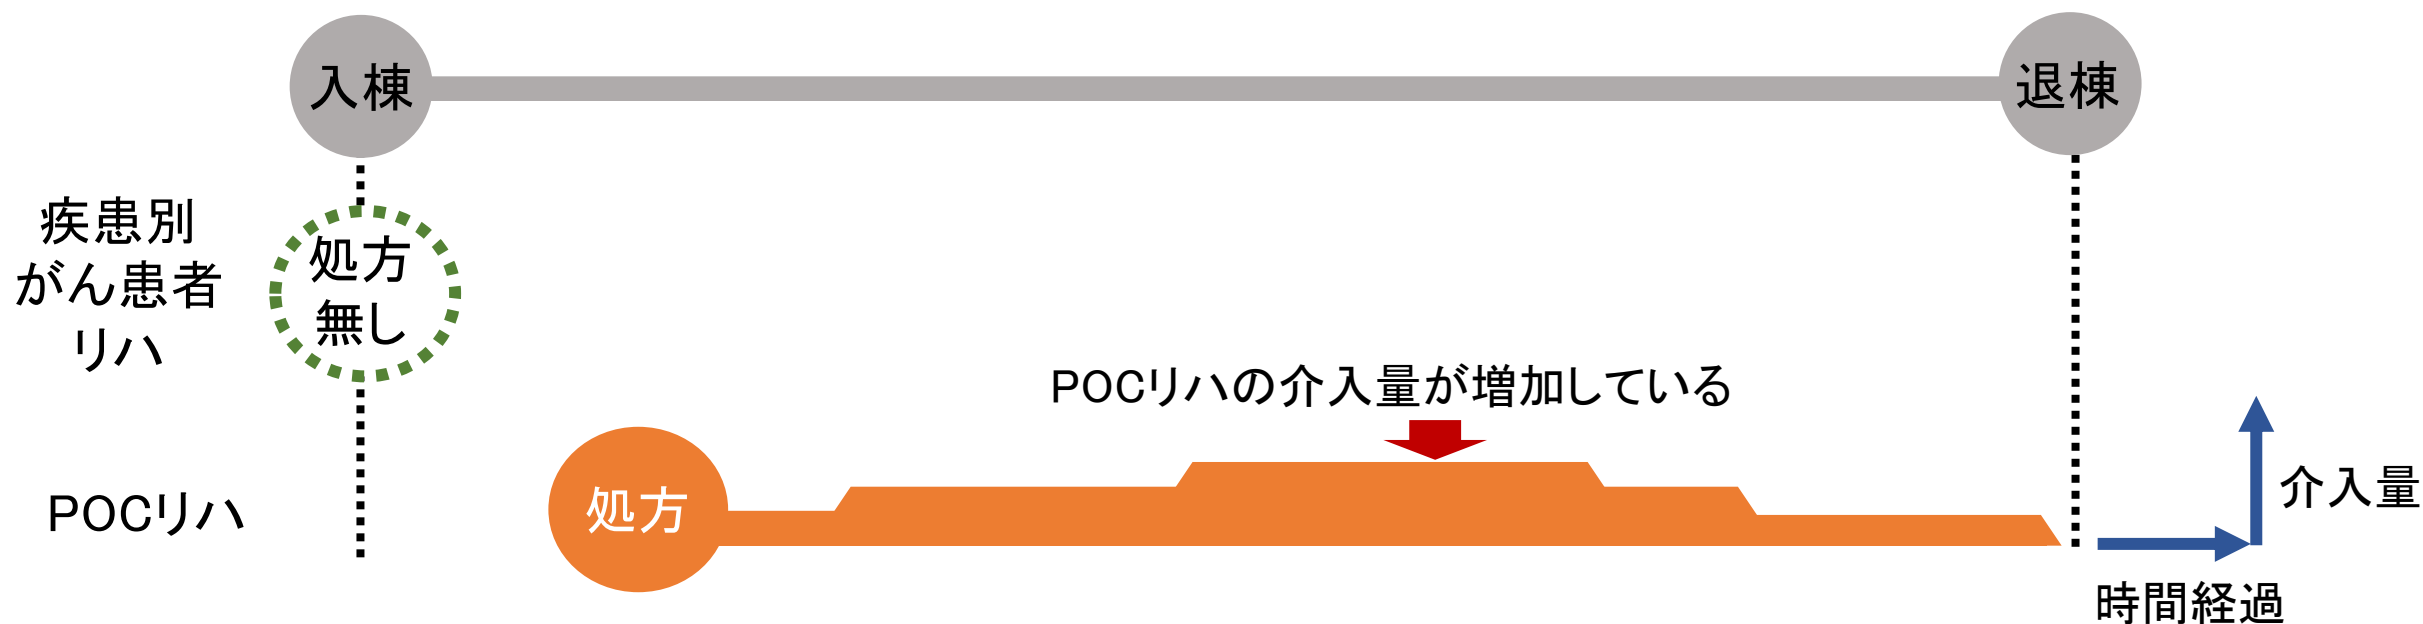 入棟
退棟
疾患別
がん患者
リハ
処方
無し
POCリハの介入量が増加している
POCリハ
処方
介入量
時間経過